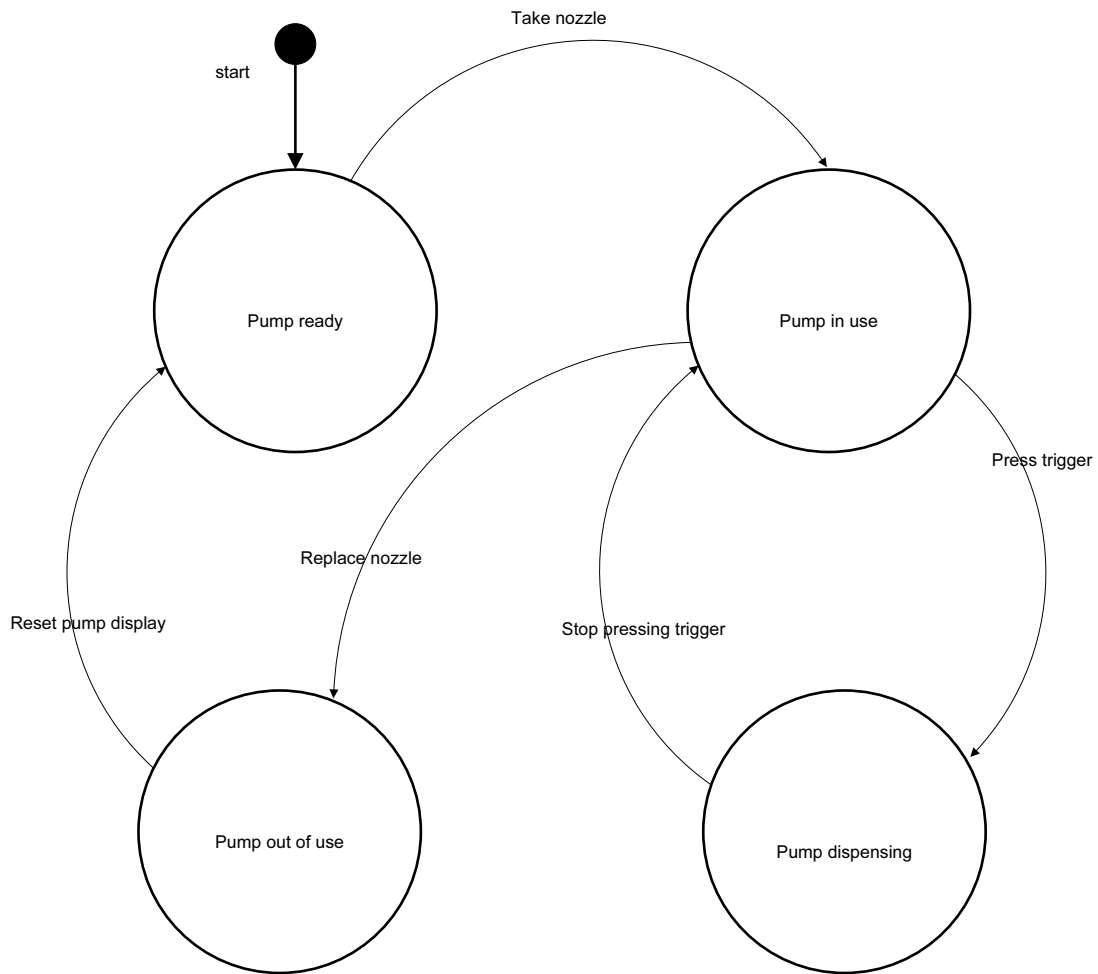 Take nozzle
start
Pump ready
Pump in use
Press trigger
Replace nozzle
Reset pump display
Stop pressing trigger
Pump out of use
Pump dispensing